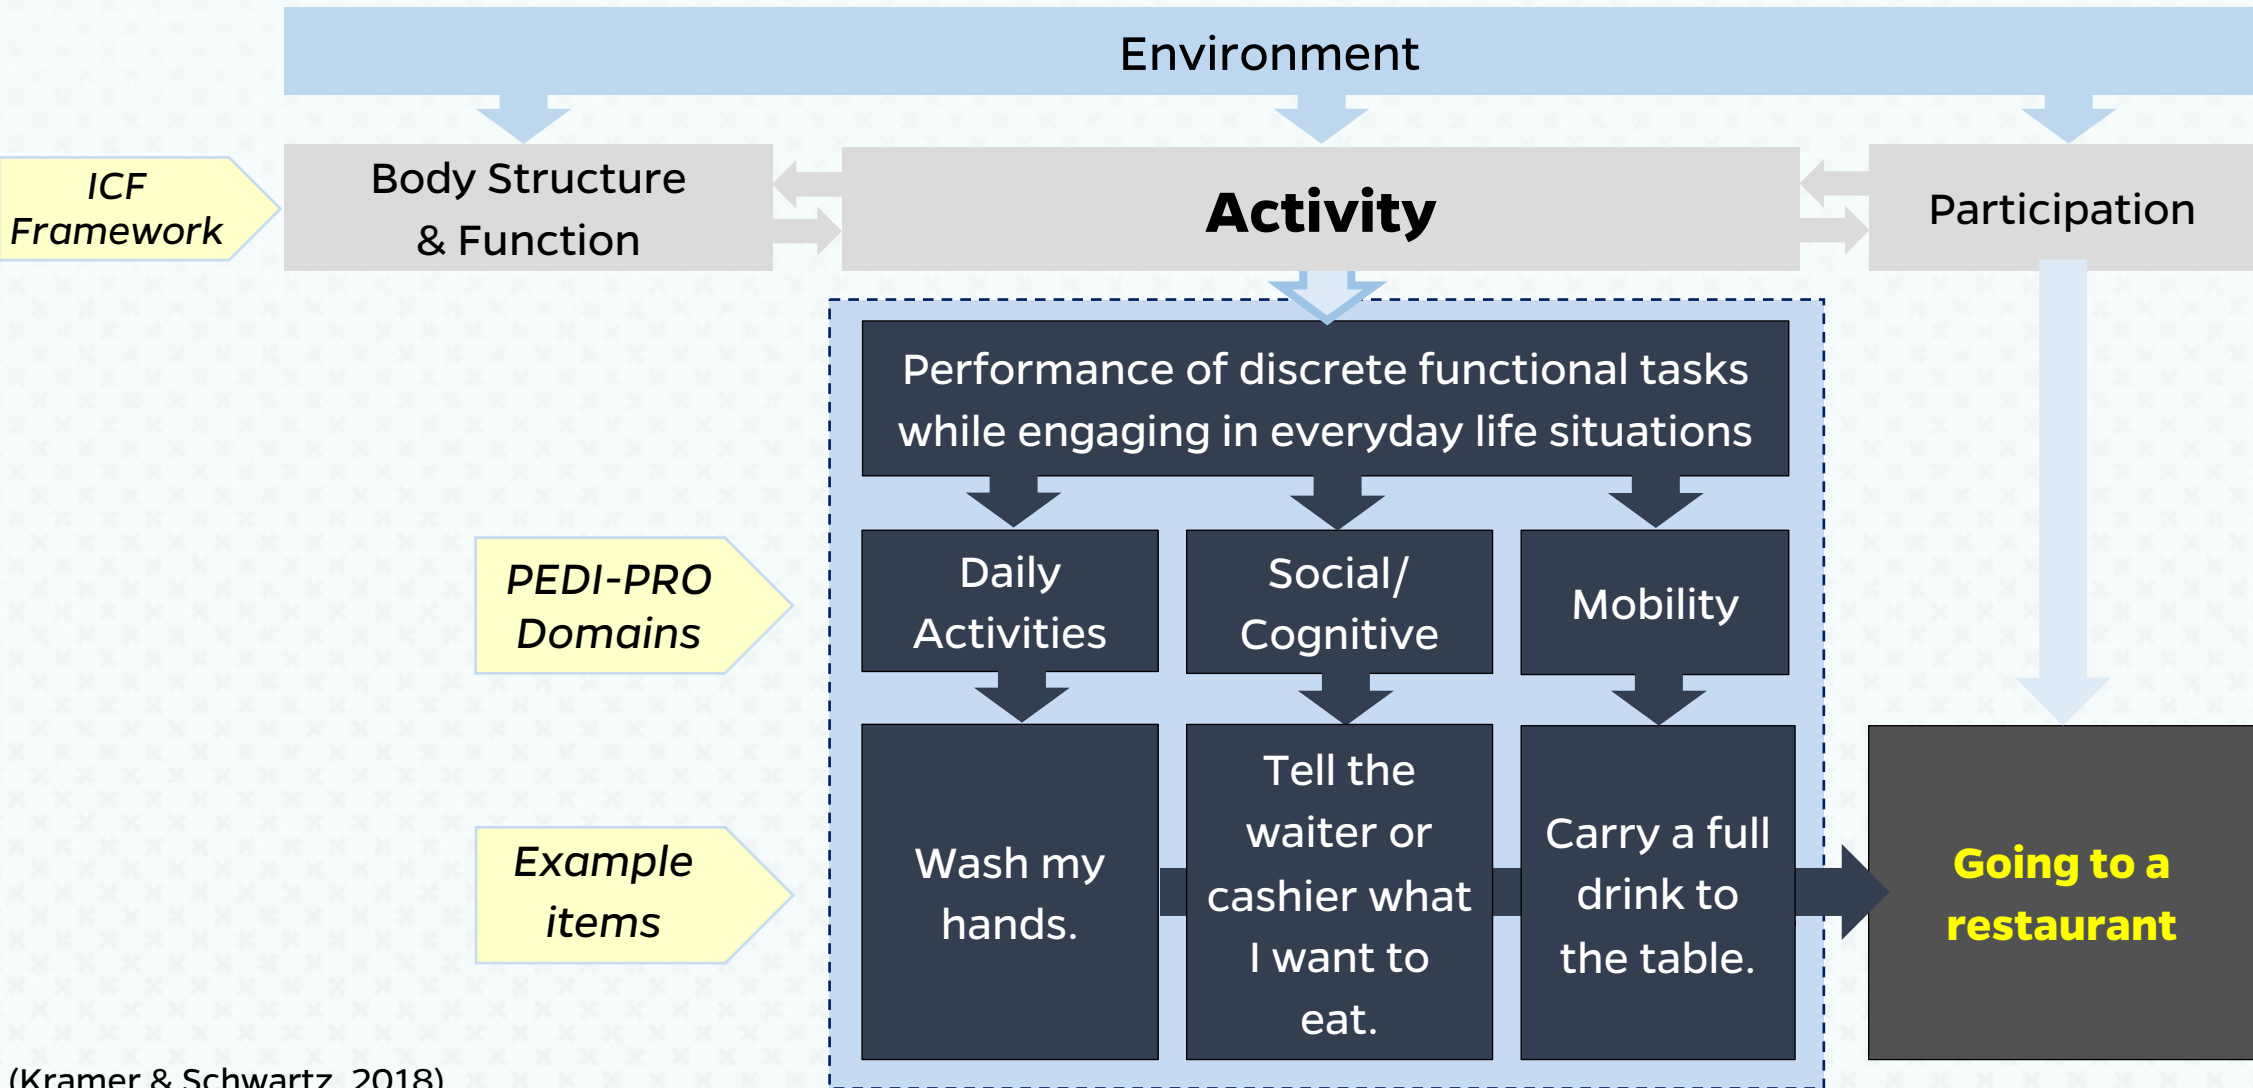 Environment
ICF
Framework
Body Structure
& Function
Activity
Participation
Performance of discrete functional tasks
while engaging in everyday life situations
PEDI-PRO
Domains
Daily
Activities
Social/
Cognitive
Mobility
Example
items
Wash my
hands.
Tell the
waiter or
cashier what
I want to
eat.
Carry a full
drink to
the table.
Going to a
restaurant
(Kramer & Schwartz, 2018)